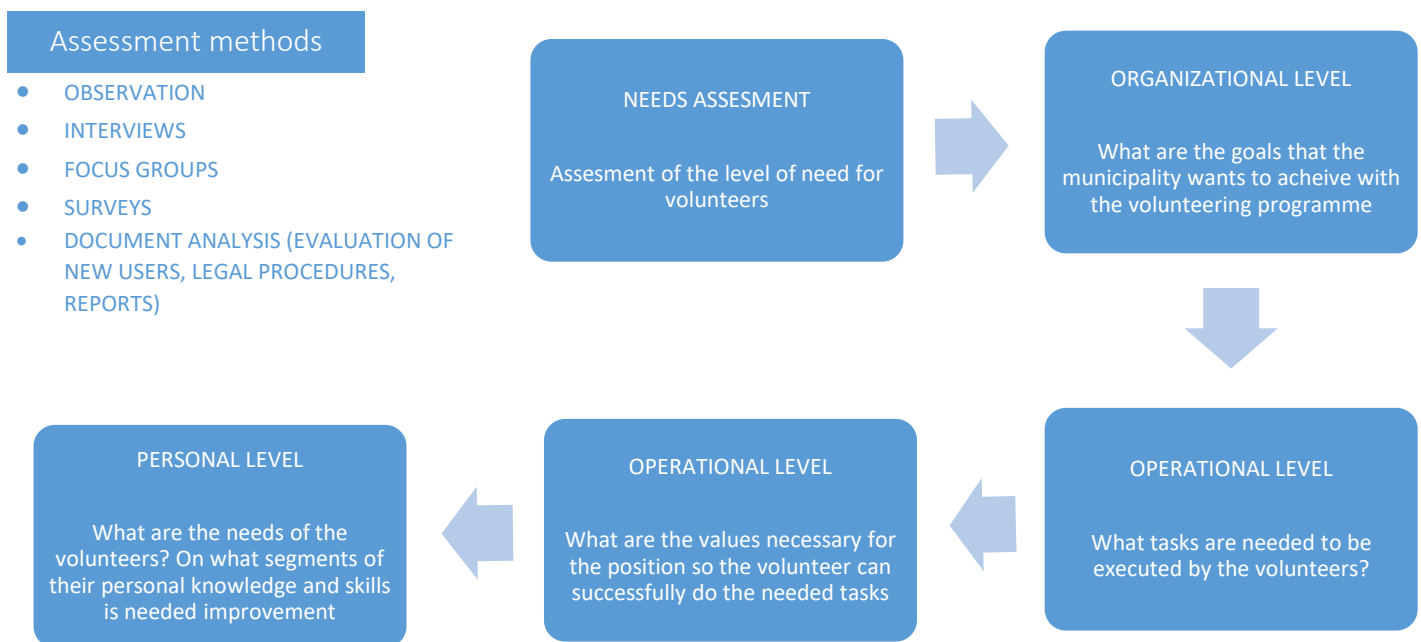 Assessment methods
OBSERVATION
INTERVIEWS
FOCUS GROUPS
SURVEYS
DOCUMENT ANALYSIS (EVALUATION OF
NEW USERS, LEGAL PROCEDURES,
REPORTS)
NEEDS ASSESMENT
Assesment of the level of need for
volunteers
ORGANIZATIONAL LEVEL
What are the goals that the
municipality wants to acheive with
the volunteering programme
OPERATIONAL LEVEL
What tasks are needed to be
executed by the volunteers?
OPERATIONAL LEVEL
What are the values necessary for
the position so the volunteer can
successfully do the needed tasks
PERSONAL LEVEL
What are the needs of the
volunteers? On what segments of
their personal knowledge and skills
is needed improvement